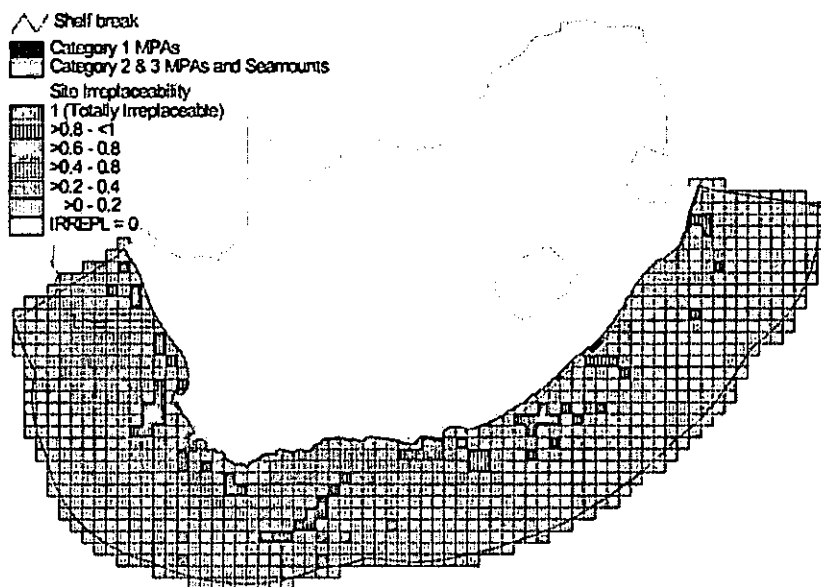 Shelf break
Category 1 MPAs
Category 2 & 3 MPAs and Seamounts
Site Irreplaceability
1 (Totally Irreplaceable)
>0.8 - <1
>0.6 - 0.8
>0.4 - 0.8
>0.2 - 0.4
>0 - 0.2
IRREPL = 0